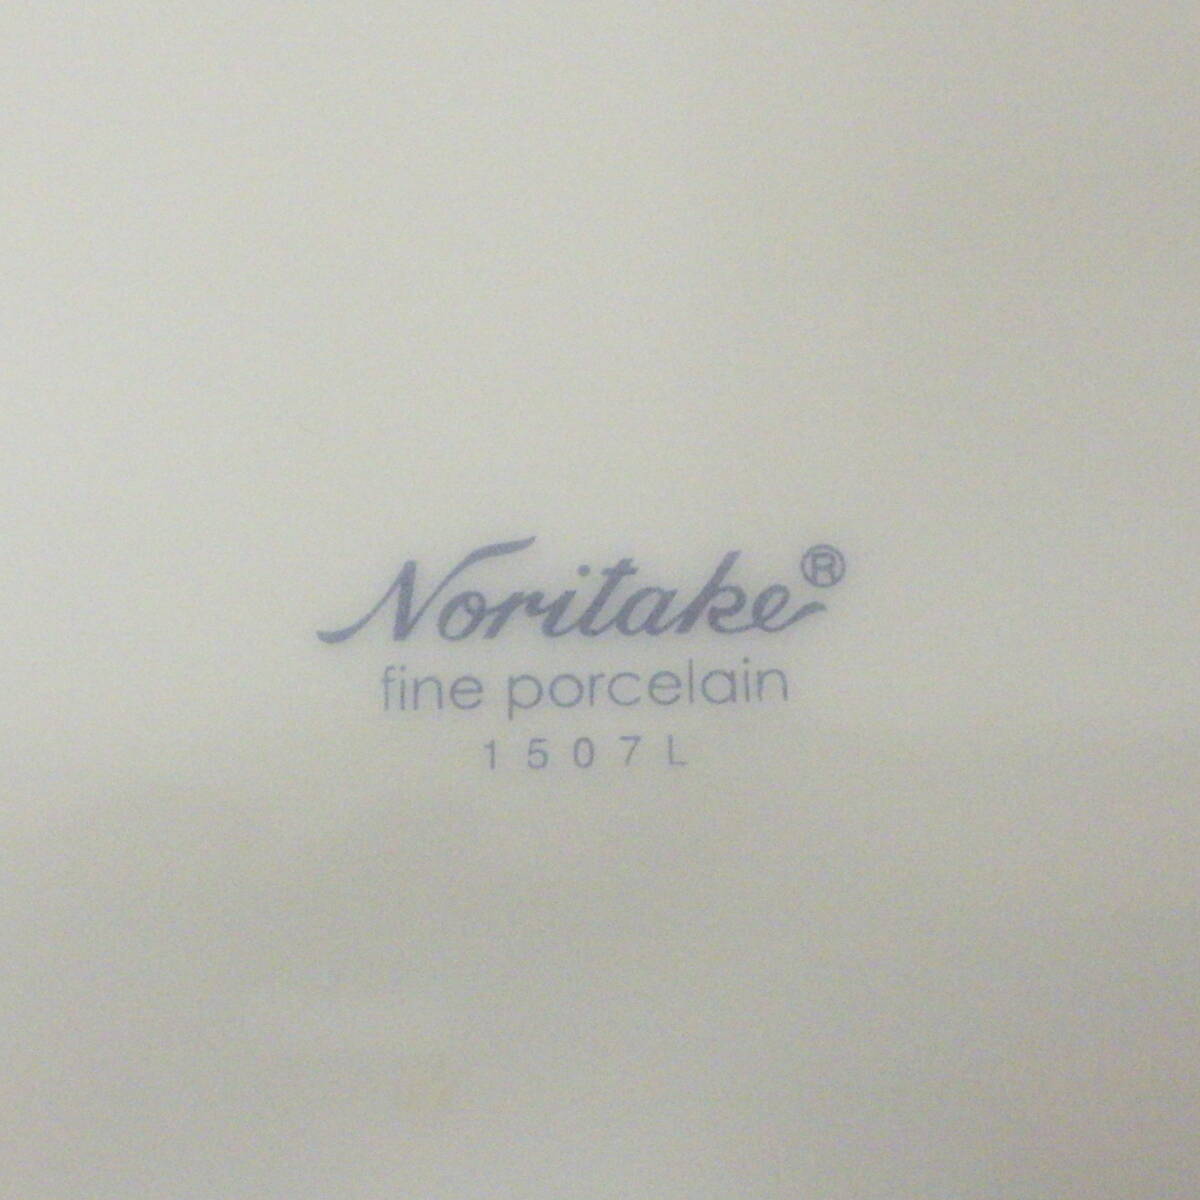 Noritake®
fine porcelain
1507L